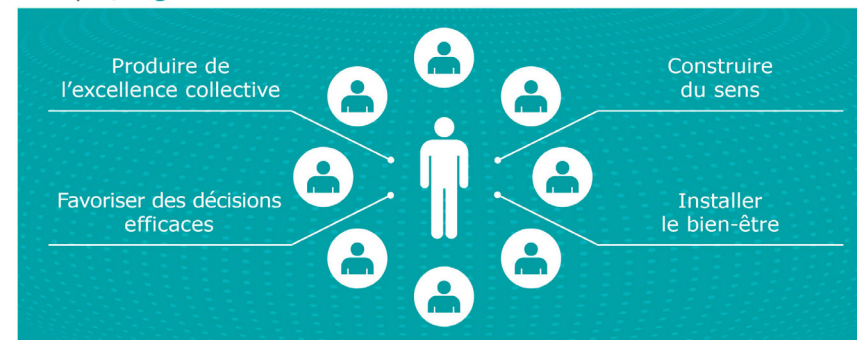 Produire de
l'excellence collective
Construire
du sens
Favoriser des décisions
efficaces
Installer
le bien-être